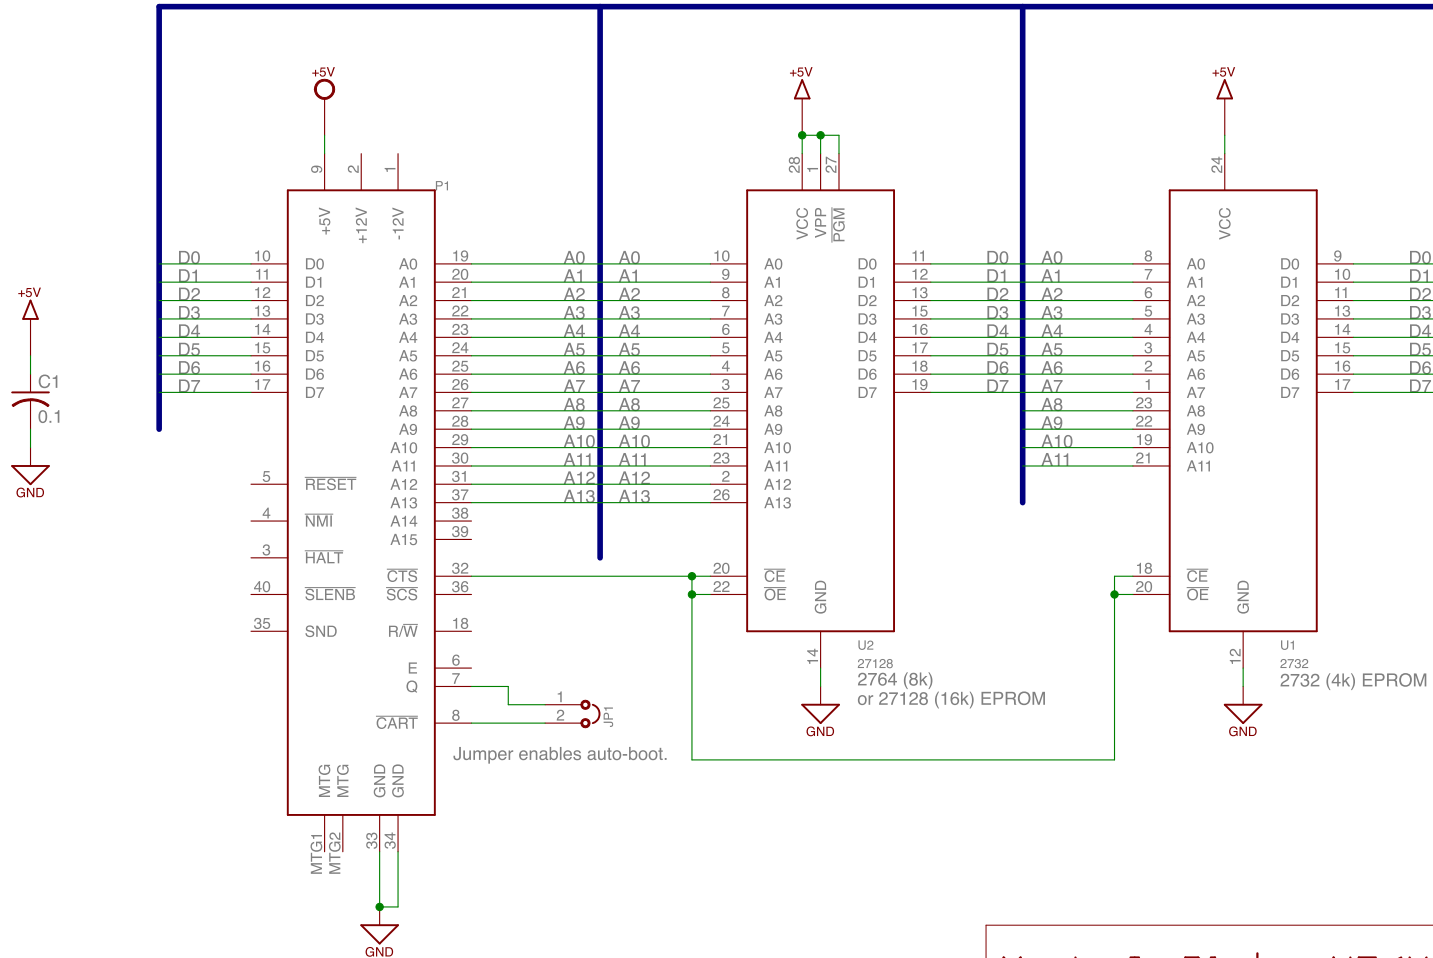 +5V
+5V
+5V
9
2
1
28
1
27
24
P1
+5V
+12V
-12V
VCC
VPP
PGM
VCC
D0 10 D0 A0 19 A0 A0 10 A0 D0 11 D0 A0 8 A0 D0 9 D0
D1 11 D1 A1 20 A1 A1 9 A1 D1 12 D1 A1 7 A1 D1 10 D1
D2 12 D2 A2 21 A2 A2 8 A2 D2 13 D2 A2 6 A2 D2 11 D2
D3 13 D3 A3 22 A3 A3 7 A3 D3 15 D3 A3 5 A3 D3 13 D3
D4 14 D4 A4 23 A4 A4 6 A4 D4 16 D4 A4 4 A4 D4 14 D4
D5 15 D5 A5 24 A5 A5 5 A5 D5 17 D5 A5 3 A5 D5 15 D5
D6 16 D6 A6 25 A6 A6 4 A6 D6 18 D6 A6 2 A6 D6 16 D6
D7 17 D7 A7 26 A7 A7 3 A7 D7 19 D7 A7 1 A7 D7 17 D7
A8 27 A8 A8 25 A8 A8 23 A8
A9 28 A9 A9 24 A9 A9 22 A9
A10 29 A10 A10 21 A10 A10 19 A10
A11 30 A11 A11 23 A11 A11 21 A11
A12 31 A12 A12 2 A12
A13 37 A13 A13 26 A13
A14 38
A15 39
+5V
C1
0.1
GND
5 RESET
4 NMI
3 HALT
40 SLENB
35 SND
CTS 32
SCS 36
R/W 18
E 6
Q 7
CART 8
1
2
JP1
Jumper enables auto-boot.
20 CE
22 OE
GND
14
GND
U2
27128
2764 (8k)
or 27128 (16k) EPROM
18 CE
20 OE
GND
12
GND
U1
2732
2732 (4k) EPROM
MTG
MTG
GND
GND
MTG1
MTG2
33
34
GND